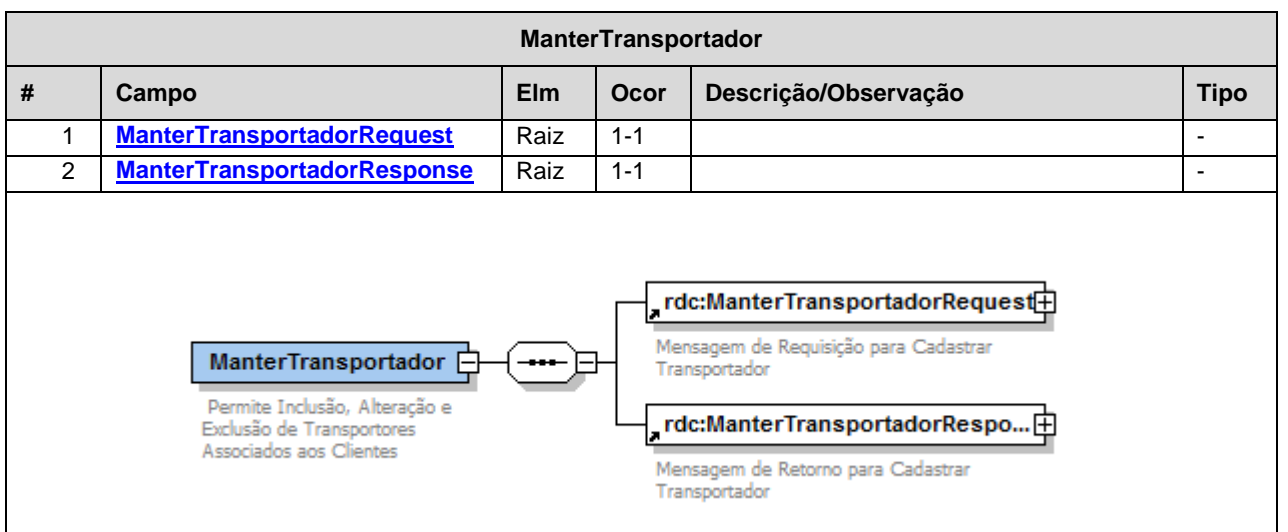 ManterTransportador
# Campo Elm Ocor Descrição/Observação Tipo
1 ManterTransportadorRequest Raiz 1-1 -
2 ManterTransportadorResponse Raiz 1-1 -
rdc:ManterTransportadorRequest
Mensagem de Requisição para Cadastrar
Transportador
ManterTransportador
Permite Inclusão, Alteração e
Exclusão de Transportores
Associados aos Clientes
rdc:ManterTransportadorRespo...
Mensagem de Retorno para Cadastrar
Transportador